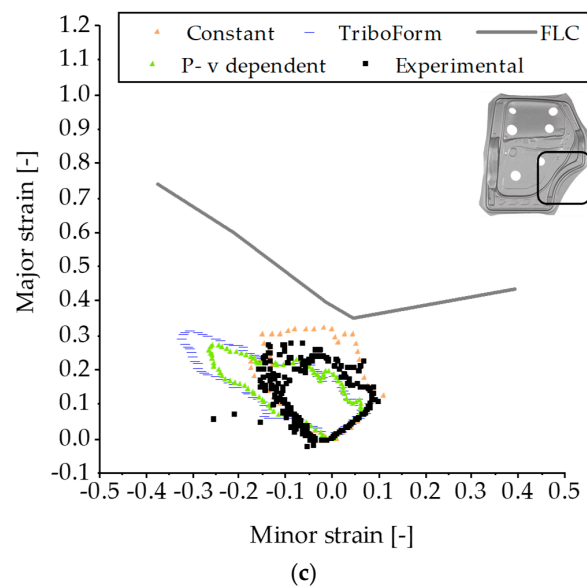 Constant
TriboForm
FLC
P- v dependent
Experimental
Major strain [-]
1.2
1.1
1.0
0.9
0.8
0.7
0.6
0.5
0.4
0.3
0.2
0.1
0.0
-0.1
-0.5 -0.4 -0.3 -0.2 -0.1 0.0 0.1 0.2 0.3 0.4 0.5
Minor strain [-]
(c)